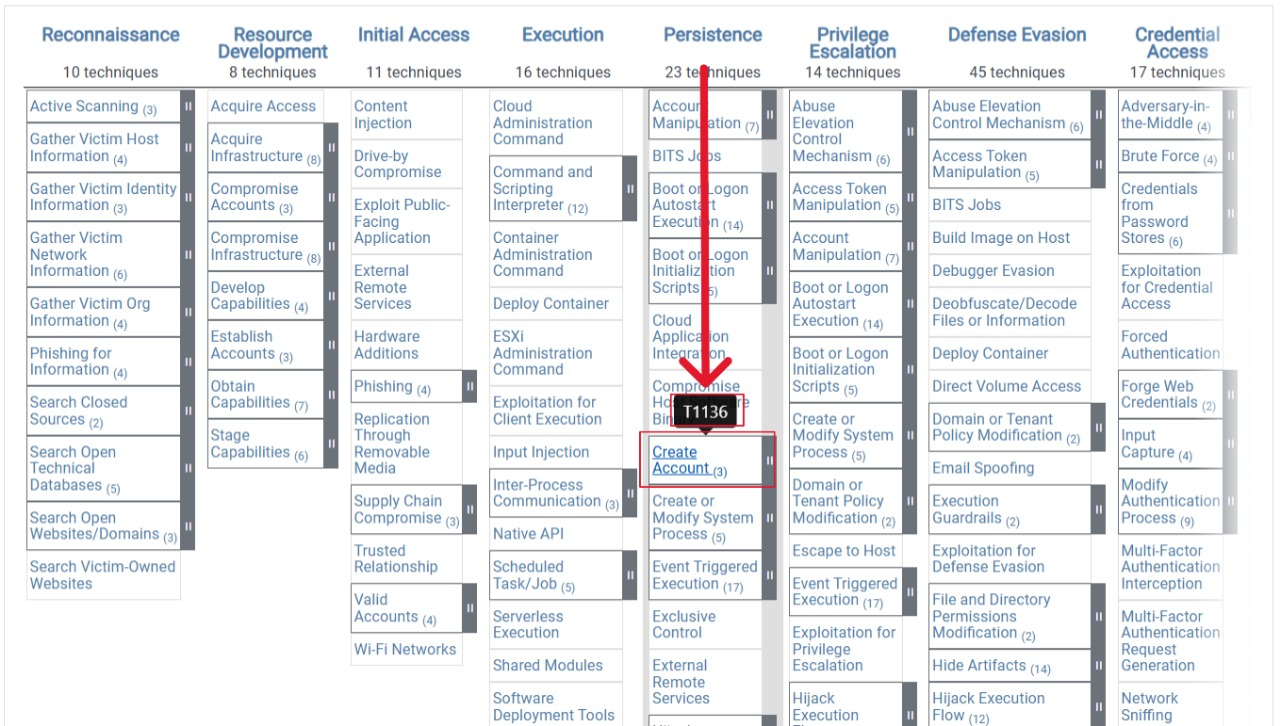 Reconnaissance
10 techniques
Active Scanning (3)
Gather Victim Host
Information (4)
Gather Victim Identity
Information (3)
Gather Victim
Network
Information (6)
Gather Victim Org
Information (4)
Phishing for
Information (4)
Search Closed
Sources (2)
Search Open
Technical
Databases (5)
Search Open
Websites/Domains (3)
Search Victim-Owned
Websites
Resource
Development
8 techniques
Acquire Access
Acquire
Infrastructure (8)
Compromise
Accounts (3)
Compromise
Infrastructure (8)
Develop
Capabilities (4)
Establish
Accounts (3)
Obtain
Capabilities (7)
Stage
Capabilities (6)
Initial Access
11 techniques
Content
Injection
Drive-by
Compromise
Exploit Public-
Facing
Application
External
Remote
Services
Hardware
Additions
Phishing (4)
Replication
Through
Removable
Media
Supply Chain
Compromise (3)
Trusted
Relationship
Valid
Accounts (4)
Wi-Fi Networks
Execution
16 techniques
Cloud
Administration
Command
Command and
Scripting
Interpreter (12)
Container
Administration
Command
Deploy Container
ESXi
Administration
Command
Exploitation for
Client Execution
Input Injection
Inter-Process
Communication (3)
Native API
Scheduled
Task/Job (5)
Serverless
Execution
Shared Modules
Software
Deployment Tools
Persistence
23 techniques
Account
Manipulation (7)
BITS Jobs
Boot or Logon
Autostart
Execution (14)
Boot or Logon
Initialization
Scripts (5)
Cloud
Application
Integration
Compromise
T1136
Create
Account (3)
Create or
Modify System
Process (5)
Event Triggered
Execution (17)
Exclusive
Control
External
Remote
Services
Privilege
Escalation
14 techniques
Abuse
Elevation
Control
Mechanism (6)
Access Token
Manipulation (5)
Account
Manipulation (7)
Boot or Logon
Autostart
Execution (14)
Boot or Logon
Initialization
Scripts (5)
Create or
Modify System
Process (5)
Domain or
Tenant Policy
Modification (2)
Escape to Host
Event Triggered
Execution (17)
Exploitation for
Privilege
Escalation
Hijack
Execution
Defense Evasion
45 techniques
Abuse Elevation
Control Mechanism (6)
Access Token
Manipulation (5)
BITS Jobs
Build Image on Host
Debugger Evasion
Deobfuscate/Decode
Files or Information
Deploy Container
Direct Volume Access
Domain or Tenant
Policy Modification (2)
Email Spoofing
Execution
Guardrails (2)
Exploitation for
Defense Evasion
File and Directory
Permissions
Modification (2)
Hide Artifacts (14)
Hijack Execution
Flow (12)
Credential
Access
17 techniques
Adversary-in-
the-Middle (4)
Brute Force (4)
Credentials
from
Password
Stores (6)
Exploitation
for Credential
Access
Forced
Authentication
Forge Web
Credentials (2)
Input
Capture (4)
Modify
Authentication
Process (9)
Multi-Factor
Authentication
Interception
Multi-Factor
Authentication
Request
Generation
Network
Sniffing